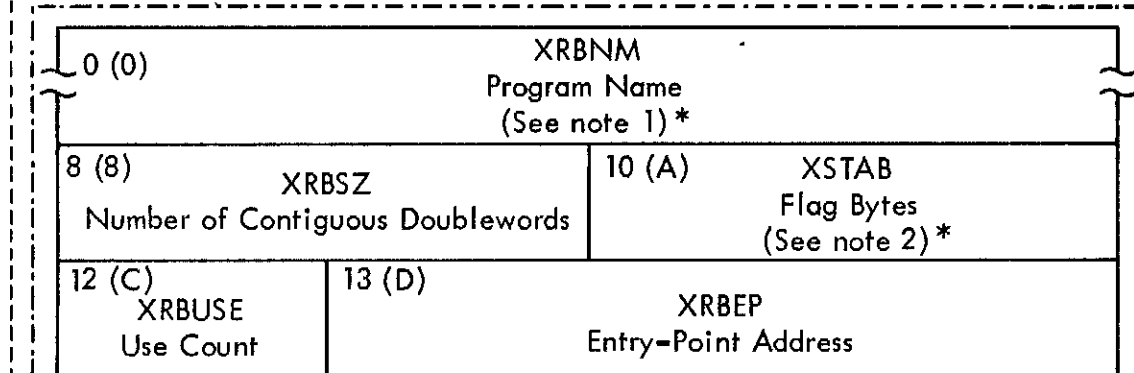 0 (0)
XRBNM
Program Name
(See note 1) *
8 (8)
XRBSZ
Number of Contiguous Doublewords
10 (A)
XSTAB
Flag Bytes
(See note 2) *
12 (C)
XRBUSE
Use Count
13 (D)
XRBEP
Entry-Point Address